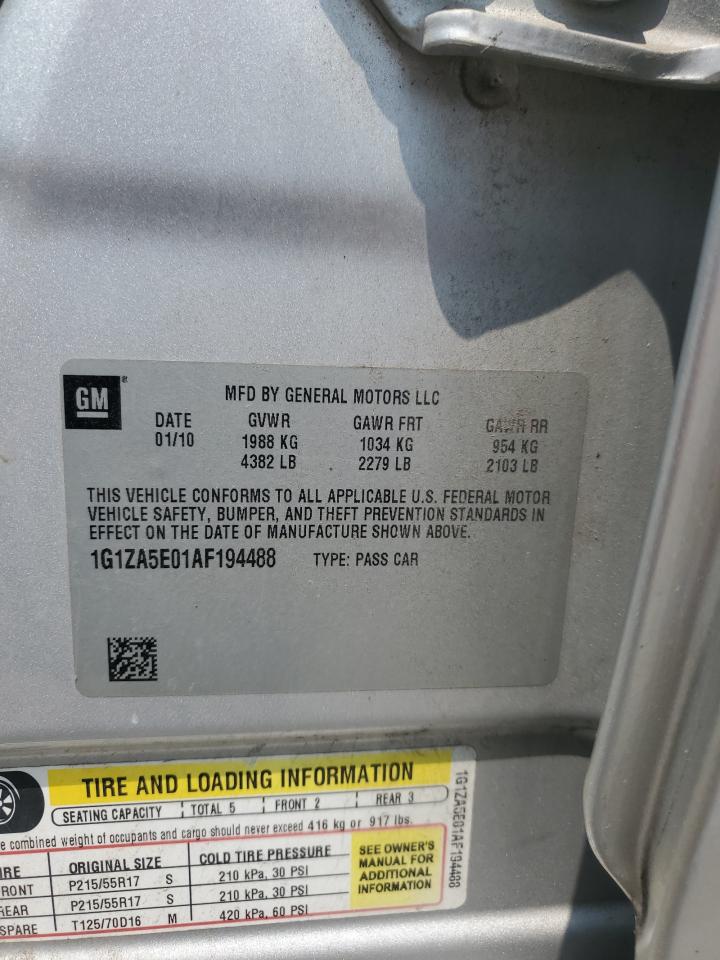 GM
MFD BY GENERAL MOTORS LLC
DATE GVWR GAWR FRT GAWR RR
01/10 1988 KG 1034 KG 954 KG
4382 LB 2279 LB 2103 LB
THIS VEHICLE CONFORMS TO ALL APPLICABLE U.S. FEDERAL MOTOR
VEHICLE SAFETY, BUMPER, AND THEFT PREVENTION STANDARDS IN
EFFECT ON THE DATE OF MANUFACTURE SHOWN ABOVE.
1G1ZA5E01AF194488 TYPE: PASS CAR
TIRE AND LOADING INFORMATION
SEATING CAPACITY TOTAL 5 FRONT 2 REAR 3
e combined weight of occupants and cargo should never exceed 416 kg or 917 lbs.
IRE ORIGINAL SIZE COLD TIRE PRESSURE
FRONT P215/55R17 S 210 kPa, 30 PSI
REAR P215/55R17 S 210 kPa, 30 PSI
SPARE T125/70D16 M 420 kPa, 60 PSI
SEE OWNER'S
MANUAL FOR
ADDITIONAL
INFORMATION
1G1ZA5E01AF194488